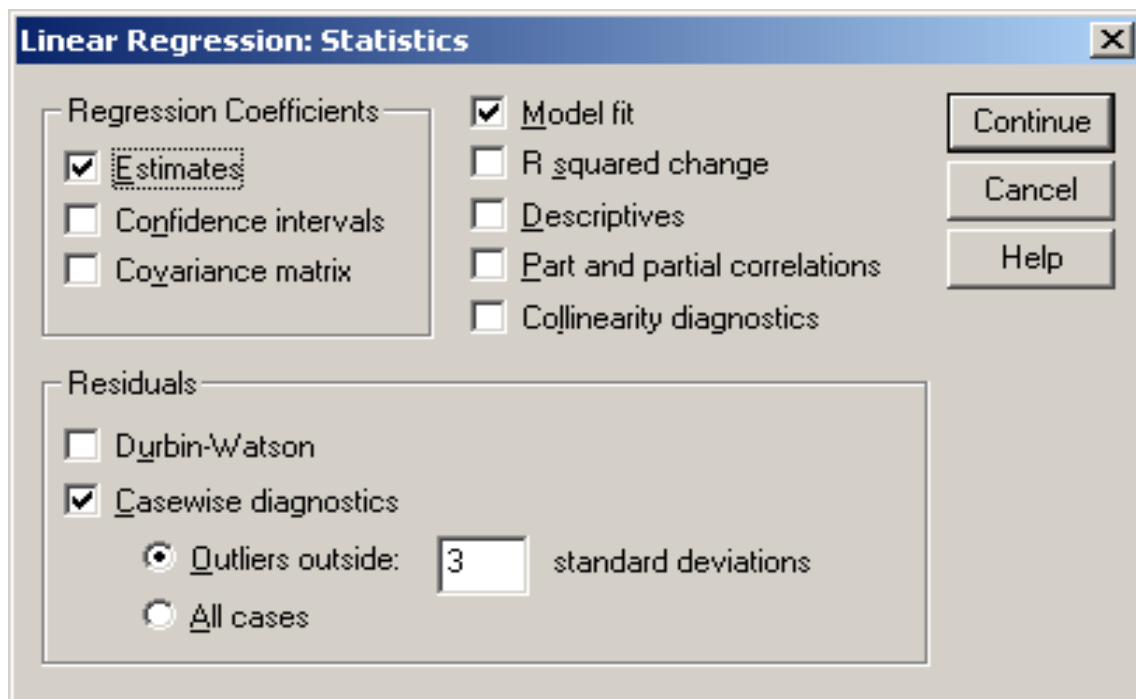 Linear Regression: Statistics
Regression Coefficients
Estimates
Confidence intervals
Covariance matrix
Model fit
R squared change
Descriptives
Part and partial correlations
Collinearity diagnostics
Continue
Cancel
Help
Residuals
Durbin-Watson
Casewise diagnostics
Outliers outside: 3 standard deviations
All cases